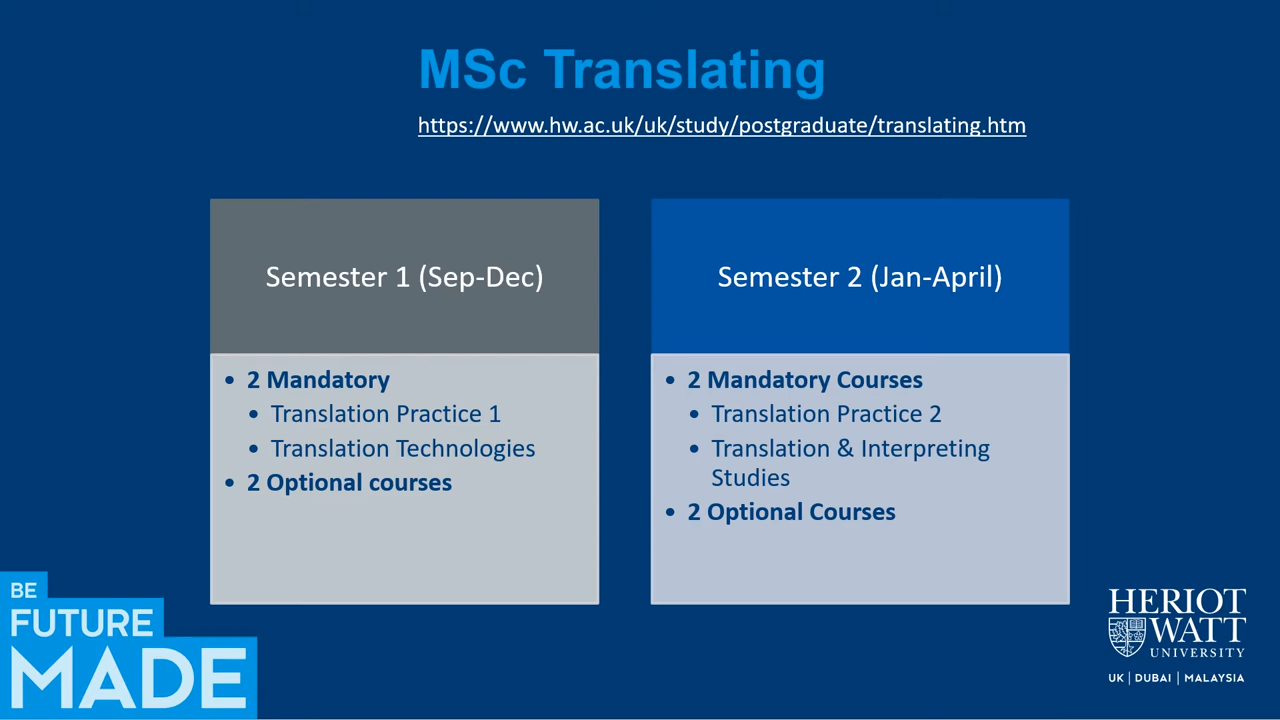 MSc Translating
https://www.hw.ac.uk/uk/study/postgraduate/translating.htm
Semester 1 (Sep-Dec)
• 2 Mandatory
• Translation Practice 1
• Translation Technologies
• 2 Optional courses
Semester 2 (Jan-April)
• 2 Mandatory Courses
• Translation Practice 2
• Translation & Interpreting
Studies
• 2 Optional Courses
BE
FUTURE
MADE
HERIOT
WATT
UNIVERSITY
UK | DUBAI | MALAYSIA